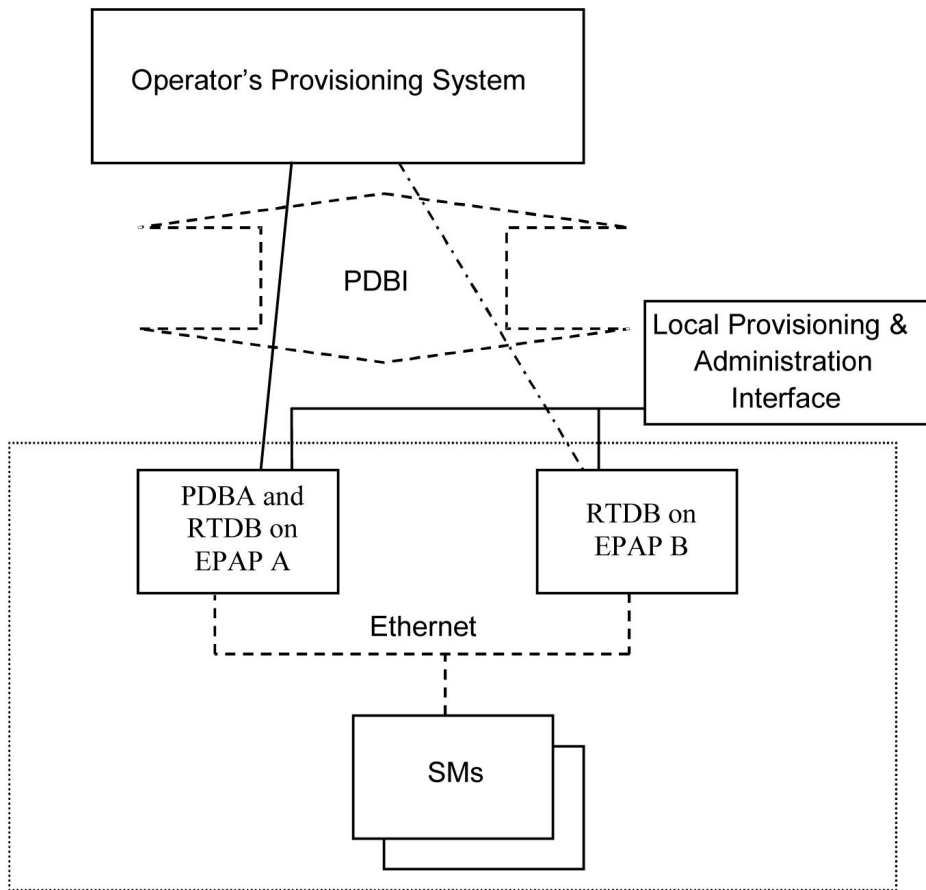 Operator’s Provisioning System
PDBI
Local Provisioning &
Administration
Interface
PDBA and
RTDB on
EPAP A
RTDB on
EPAP B
Ethernet
SMs